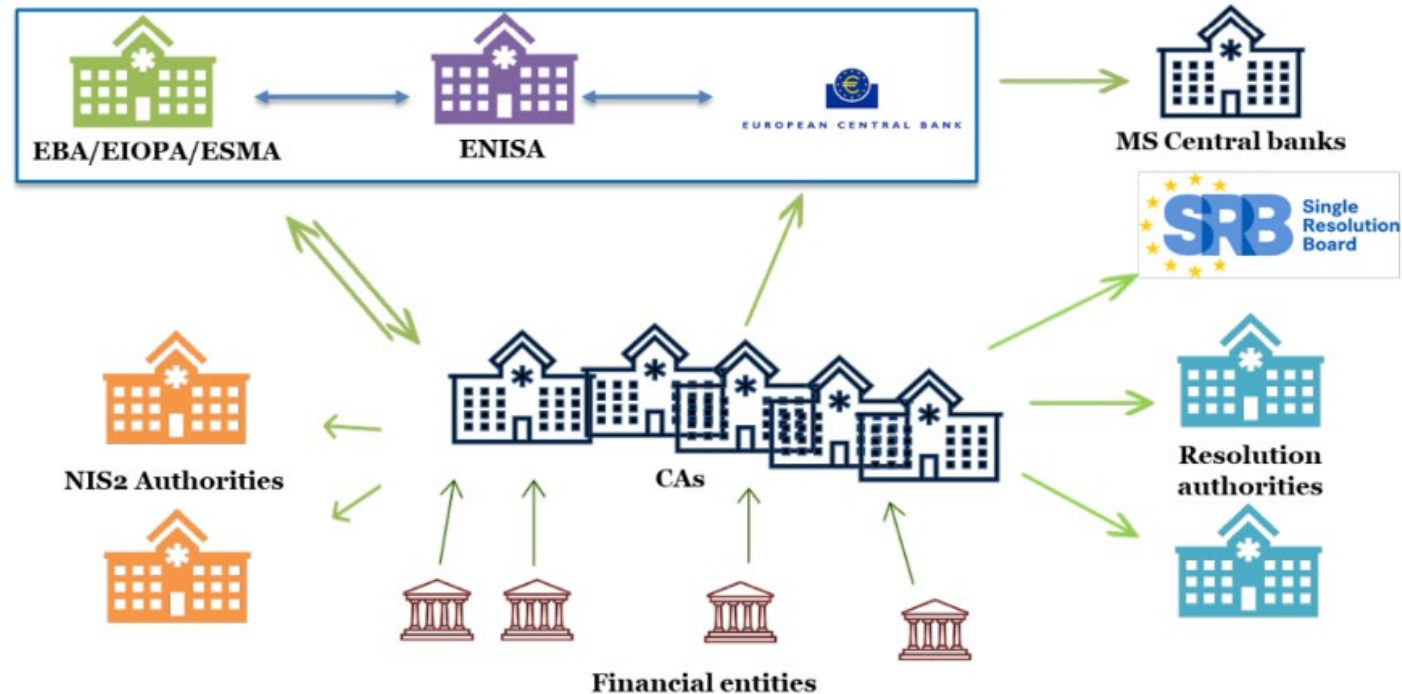 EBA/EIOPA/ESMA
ENISA
EUROPEAN CENTRAL BANK
MS Central banks
SRB
Single
Resolution
Board
NIS2 Authorities
CAs
Resolution
authorities
Financial entities